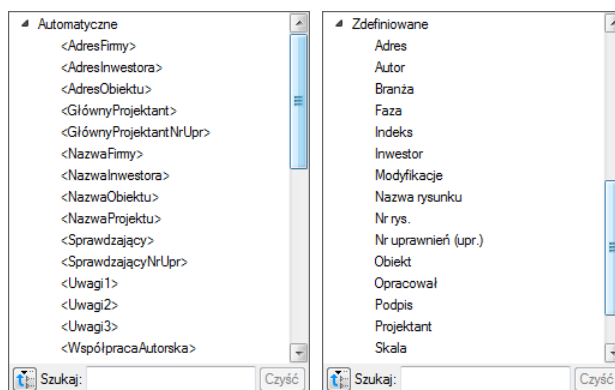 Automatyczne
<AdresFirmy>
<AdresInwestora>
<AdresObiektu>
<GłównyProjektant>
<GłównyProjektantNrUpr>
<NazwaFirmy>
<NazwaInwestora>
<NazwaObiektu>
<NazwaProjektu>
<Sprawdzający>
<SprawdzającyNrUpr>
<Uwagi1>
<Uwagi2>
<Uwagi3>
<WspółpracaAutorska>
Szukaj:
Czyść
Zdefiniowane
Adres
Autor
Branża
Faza
Indeks
Inwestor
Modyfikacje
Nazwa rysunku
Nr rys.
Nr uprawnień (upr.)
Obiekt
Opracował
Podpis
Projektant
Skala
Szukaj:
Czyść